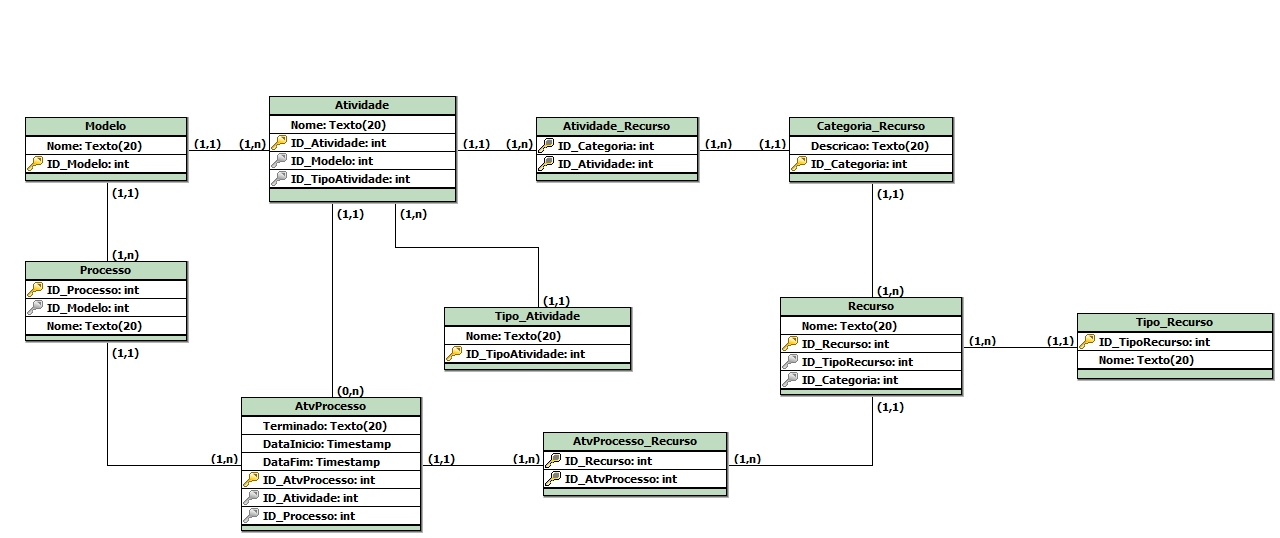 Modelo
Nome: Texto(20)
ID_Modelo: int
(1,1)
(1,n)
Atividade
Nome: Texto(20)
ID_Atividade: int
ID_Modelo: int
ID_TipoAtividade: int
(1,1)
(1,n)
Atividade_Recurso
ID_Categoria: int
ID_Atividade: int
(1,n)
(1,1)
Categoria_Recurso
Descricao: Texto(20)
ID_Categoria: int
(1,1)
(1,n)
(1,1)
(1,n)
(1,1)
(1,n)
Processo
ID_Processo: int
ID_Modelo: int
Nome: Texto(20)
(1,1)
(1,1)
Tipo_Atividade
Nome: Texto(20)
ID_TipoAtividade: int
Recurso
Nome: Texto(20)
ID_Recurso: int
ID_TipoRecurso: int
ID_Categoria: int
(1,n)
(1,1)
Tipo_Recurso
ID_TipoRecurso: int
Nome: Texto(20)
(1,1)
(0,n)
(1,n)
AtvProcesso
Terminado: Texto(20)
DataInicio: Timestamp
DataFim: Timestamp
ID_AtvProcesso: int
ID_Atividade: int
ID_Processo: int
(1,1)
(1,n)
AtvProcesso_Recurso
ID_Recurso: int
ID_AtvProcesso: int
(1,n)